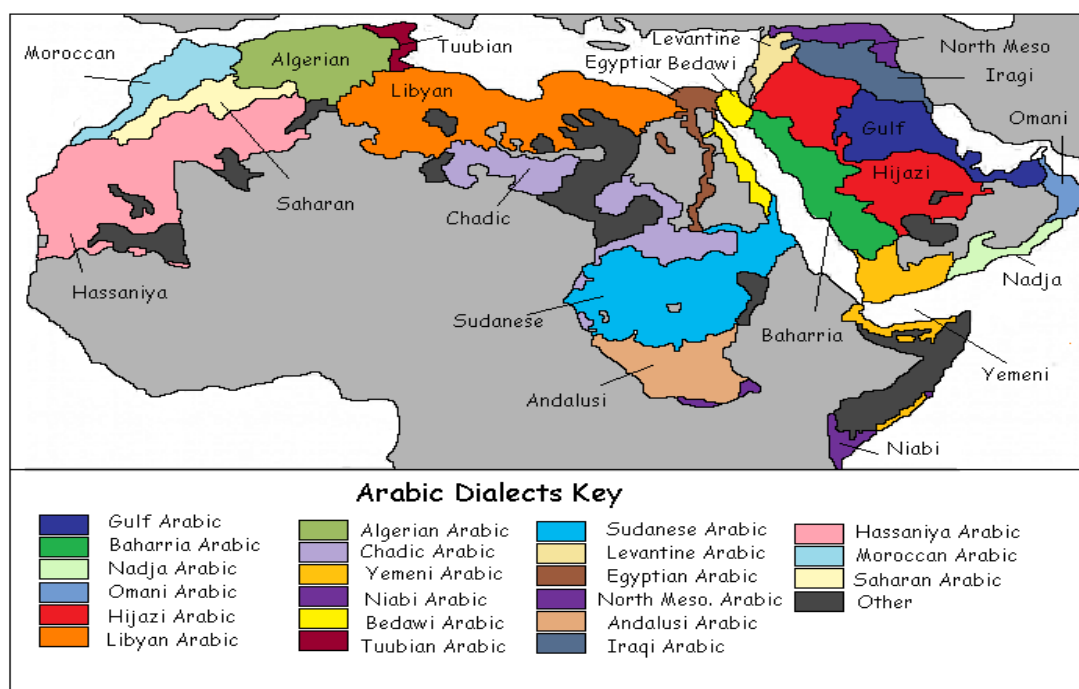 Moroccan
Algerian
Tuubian
Levantine
North Meso
Egyptiar
Bedawi
Iragi
Libyan
Omani
Gulf
Hijazi
Saharan
Chadic
Hassaniya
Nadja
Sudanese
Baharria
Yemeni
Andalusi
Niabi
Arabic Dialects Key
Gulf Arabic
Baharria Arabic
Nadja Arabic
Omani Arabic
Hijazi Arabic
Libyan Arabic
Algerian Arabic
Chadic Arabic
Yemeni Arabic
Niabi Arabic
Bedawi Arabic
Tuubian Arabic
Sudanese Arabic
Levantine Arabic
Egyptian Arabic
North Meso. Arabic
Andalusi Arabic
Iraqi Arabic
Hassaniya Arabic
Moroccan Arabic
Saharan Arabic
Other